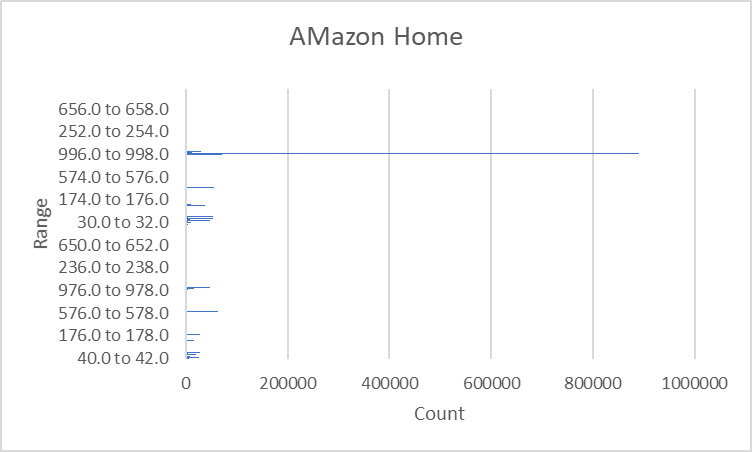 AMazon Home
656.0 to 658.0
252.0 to 254.0
996.0 to 998.0
574.0 to 576.0
174.0 to 176.0
30.0 to 32.0
650.0 to 652.0
236.0 to 238.0
976.0 to 978.0
576.0 to 578.0
176.0 to 178.0
40.0 to 42.0
Range
0 200000 400000 600000 800000 1000000
Count